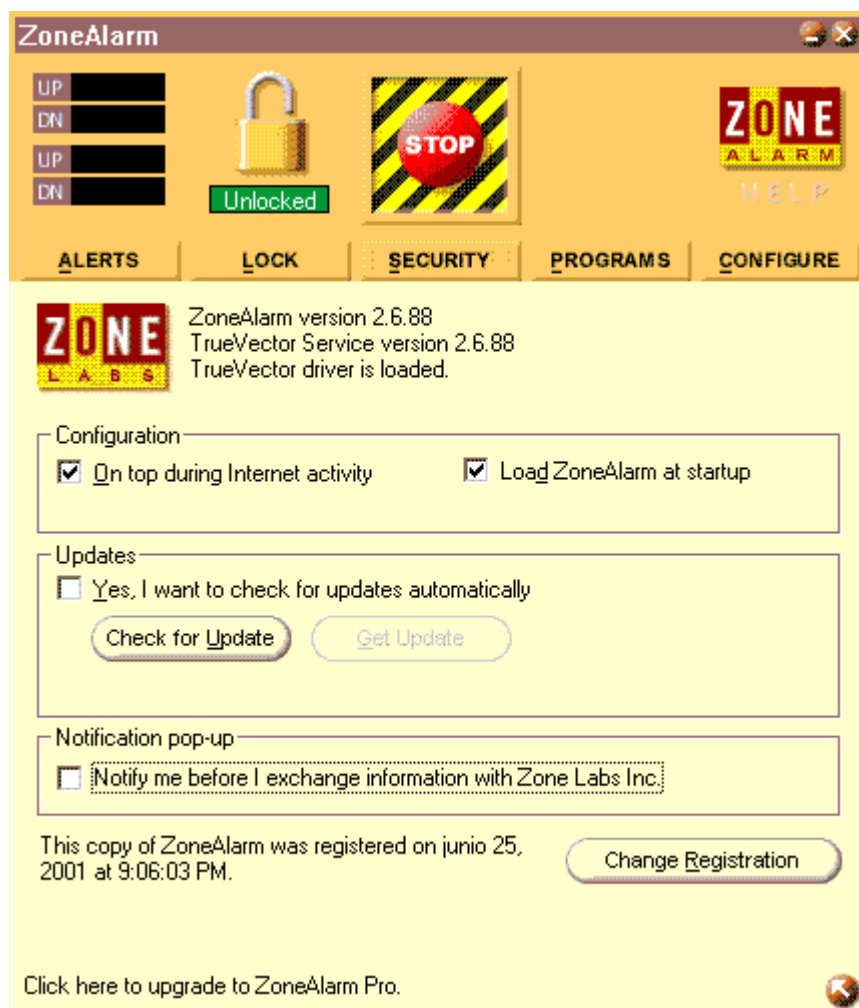 ZoneAlarm
UP
DN
UP
DN
Unlocked
STOP
ZONE
ALARM
HELP
ALERTS
LOCK
SECURITY
PROGRAMS
CONFIGURE
ZONE
LABS
ZoneAlarm version 2.6.88
TrueVector Service version 2.6.88
TrueVector driver is loaded.
Configuration
On top during Internet activity
Load ZoneAlarm at startup
Updates
Yes, I want to check for updates automatically
Check for Update
Get Update
Notification pop-up
Notify me before I exchange information with Zone Labs Inc.
This copy of ZoneAlarm was registered on junio 25,
2001 at 9:06:03 PM.
Change Registration
Click here to upgrade to ZoneAlarm Pro.